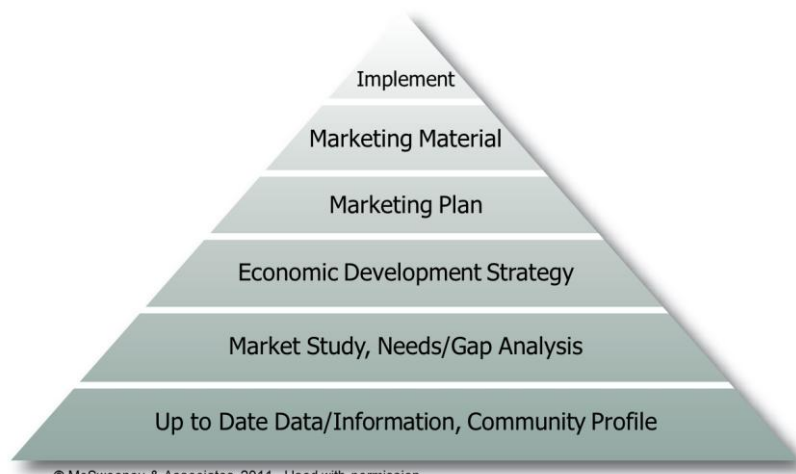 Implement
Marketing Material
Marketing Plan
Economic Development Strategy
Market Study, Needs/Gap Analysis
Up to Date Data/Information, Community Profile
© McSweeney & Associates 2011. Used with permission